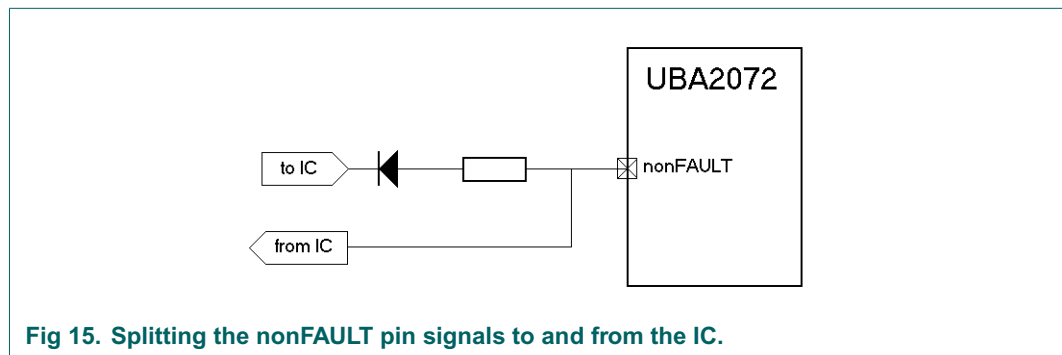 UBA2072
to IC
nonFAULT
from IC
Fig 15. Splitting the nonFAULT pin signals to and from the IC.